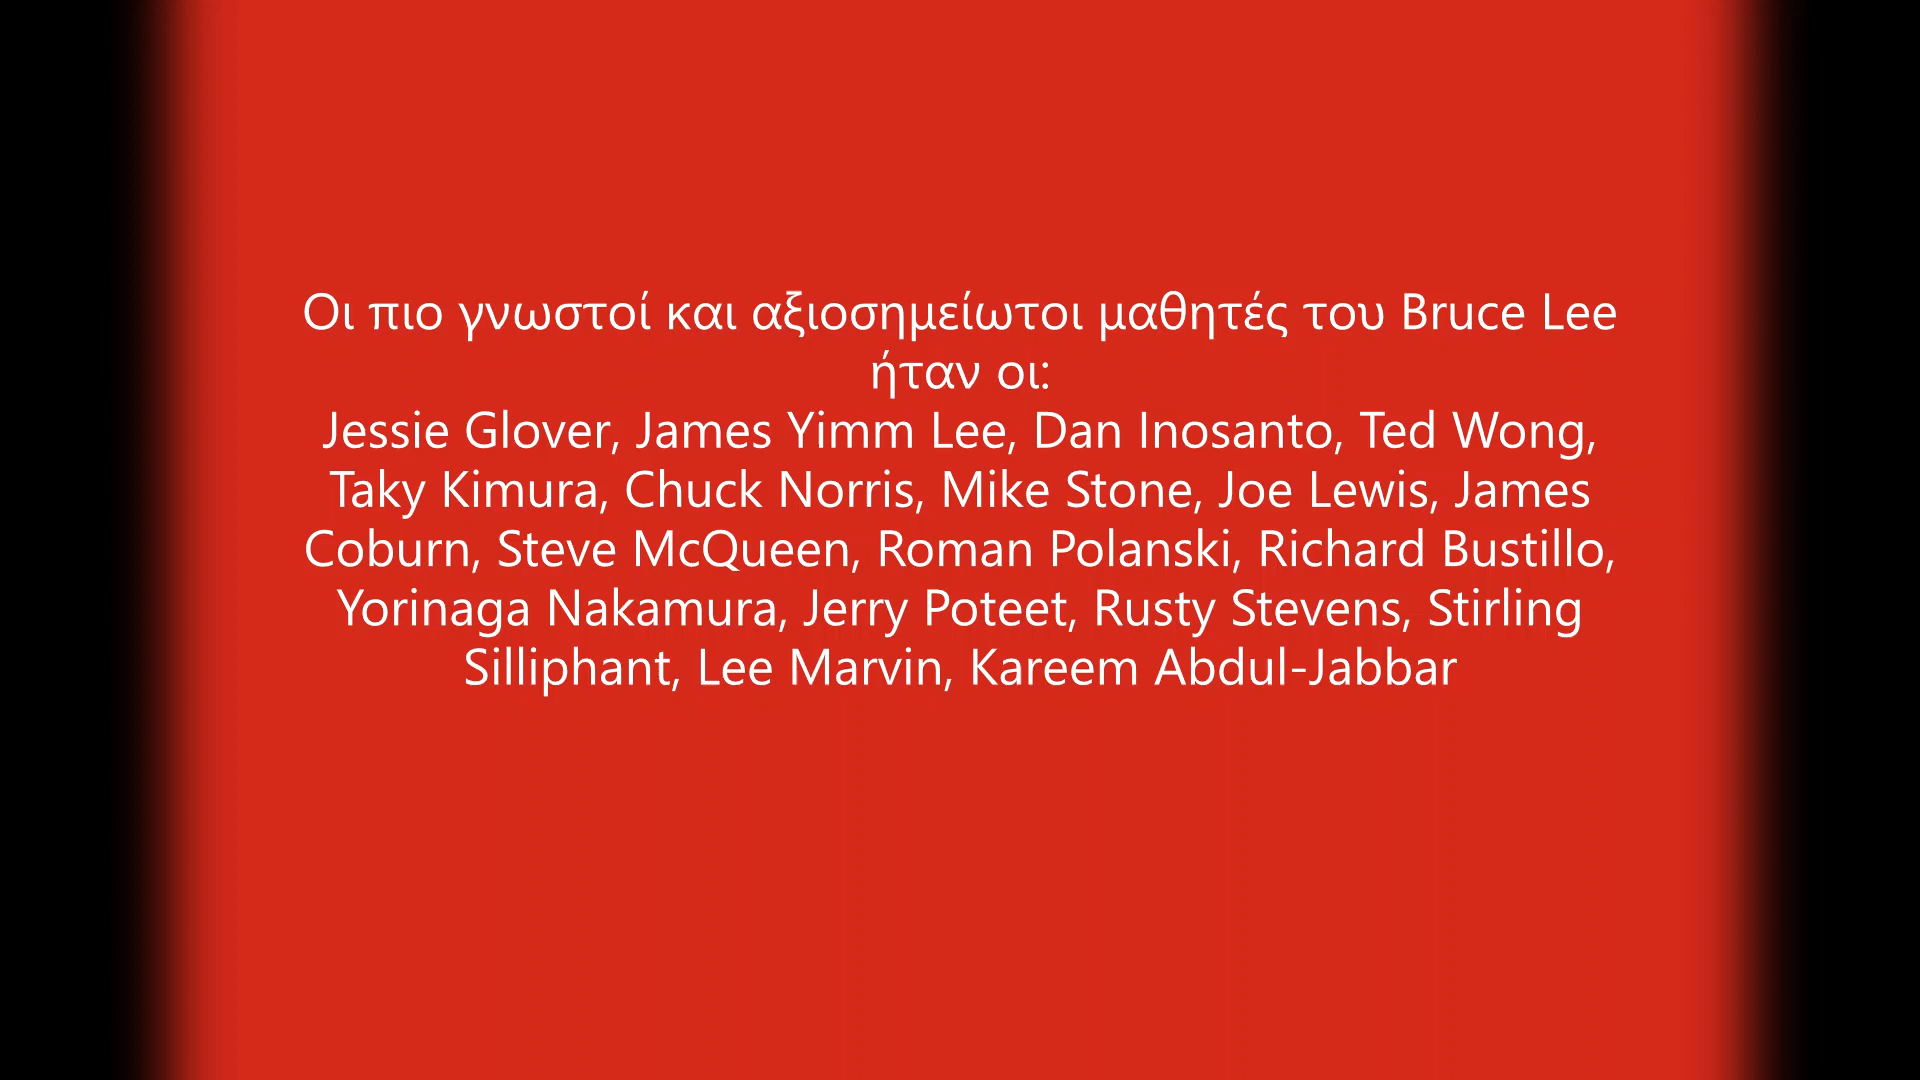 Οι πιο γνωστοί και αξιοσημείωτοι μαθητές του Bruce Lee
ήταν οι:
Jessie Glover, James Yimm Lee, Dan Inosanto, Ted Wong,
Taky Kimura, Chuck Norris, Mike Stone, Joe Lewis, James
Coburn, Steve McQueen, Roman Polanski, Richard Bustillo,
Yorinaga Nakamura, Jerry Poteet, Rusty Stevens, Stirling
Silliphant, Lee Marvin, Kareem Abdul-Jabbar